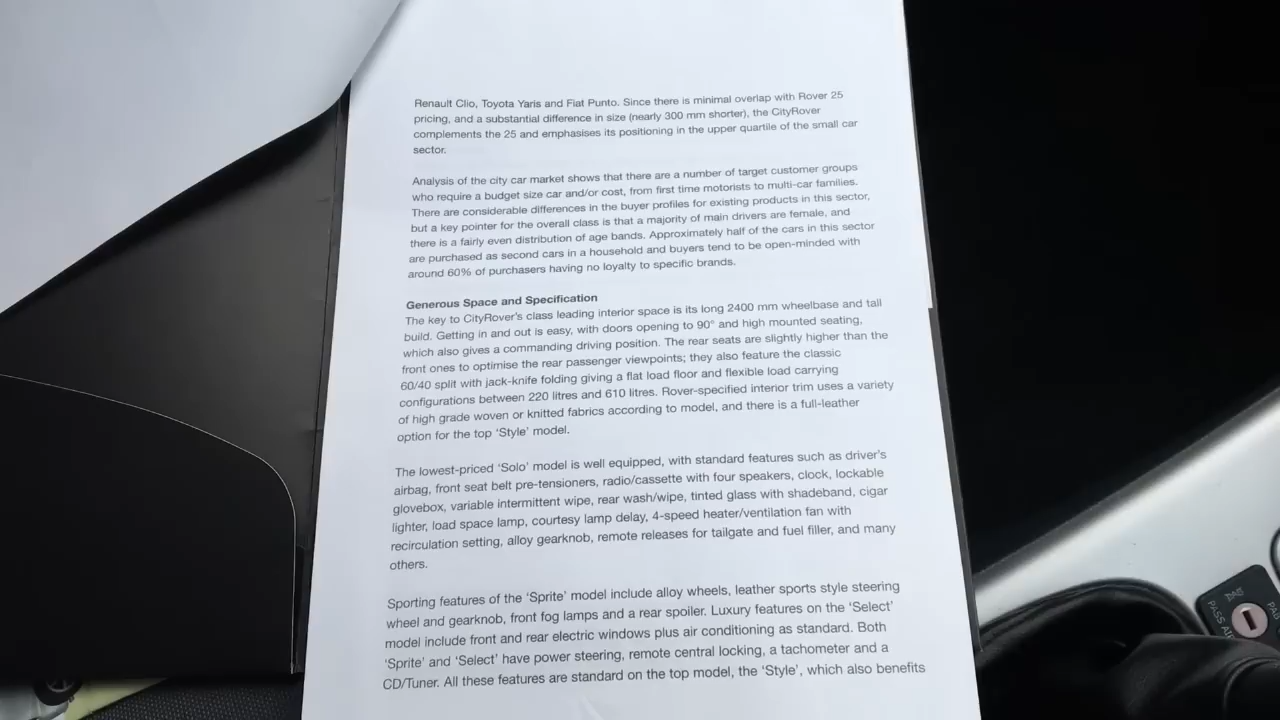 Renault Clio, Toyota Yaris and Fiat Punto. Since there is minimal overlap with Rover 25
pricing, and a substantial difference in size (nearly 300 mm shorter), the CityRover
complements the 25 and emphasises its positioning in the upper quartile of the small car
sector.
Analysis of the city car market shows that there are a number of target customer groups
who require a budget size car and/or cost, from first time motorists to multi-car families.
There are considerable differences in the buyer profiles for existing products in this sector,
but a key pointer for the overall class is that a majority of main drivers are female, and
there is a fairly even distribution of age bands. Approximately half of the cars in this sector
are purchased as second cars in a household and buyers tend to be open-minded with
around 60% of purchasers having no loyalty to specific brands.
Generous Space and Specification
The key to CityRover's class leading interior space is its long 2400 mm wheelbase and tall
build. Getting in and out is easy, with doors opening to 90° and high mounted seating,
which also gives a commanding driving position. The rear seats are slightly higher than the
front ones to optimise the rear passenger viewpoints; they also feature the classic
60/40 split with jack-knife folding giving a flat load floor and flexible load carrying
configurations between 220 litres and 610 litres. Rover-specified interior trim uses a variety
of high grade woven or knitted fabrics according to model, and there is a full-leather
option for the top 'Style' model.
The lowest-priced 'Solo' model is well equipped, with standard features such as driver's
airbag, front seat belt pre-tensioners, radio/cassette with four speakers, clock, lockable
glovebox, variable intermittent wipe, rear wash/wipe, tinted glass with shadeband, cigar
lighter, load space lamp, courtesy lamp delay, 4-speed heater/ventilation fan with
recirculation setting, alloy gearknob, remote releases for tailgate and fuel filler, and many
others.
Sporting features of the 'Sprite' model include alloy wheels, leather sports style steering
wheel and gearknob, front fog lamps and a rear spoiler. Luxury features on the 'Select'
model include front and rear electric windows plus air conditioning as standard. Both
'Sprite' and 'Select' have power steering, remote central locking, a tachometer and a
CD/Tuner. All these features are standard on the top model, the 'Style', which also benefits
PASS